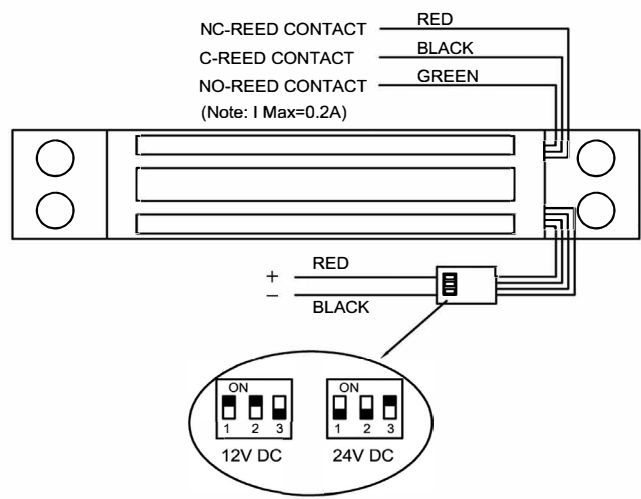 NC-REED CONTACT RED
C-REED CONTACT BLACK
NO-REED CONTACT GREEN
(Note: I Max=0.2A)
+ RED
− BLACK
ON
1 2 3
12V DC
ON
1 2 3
24V DC